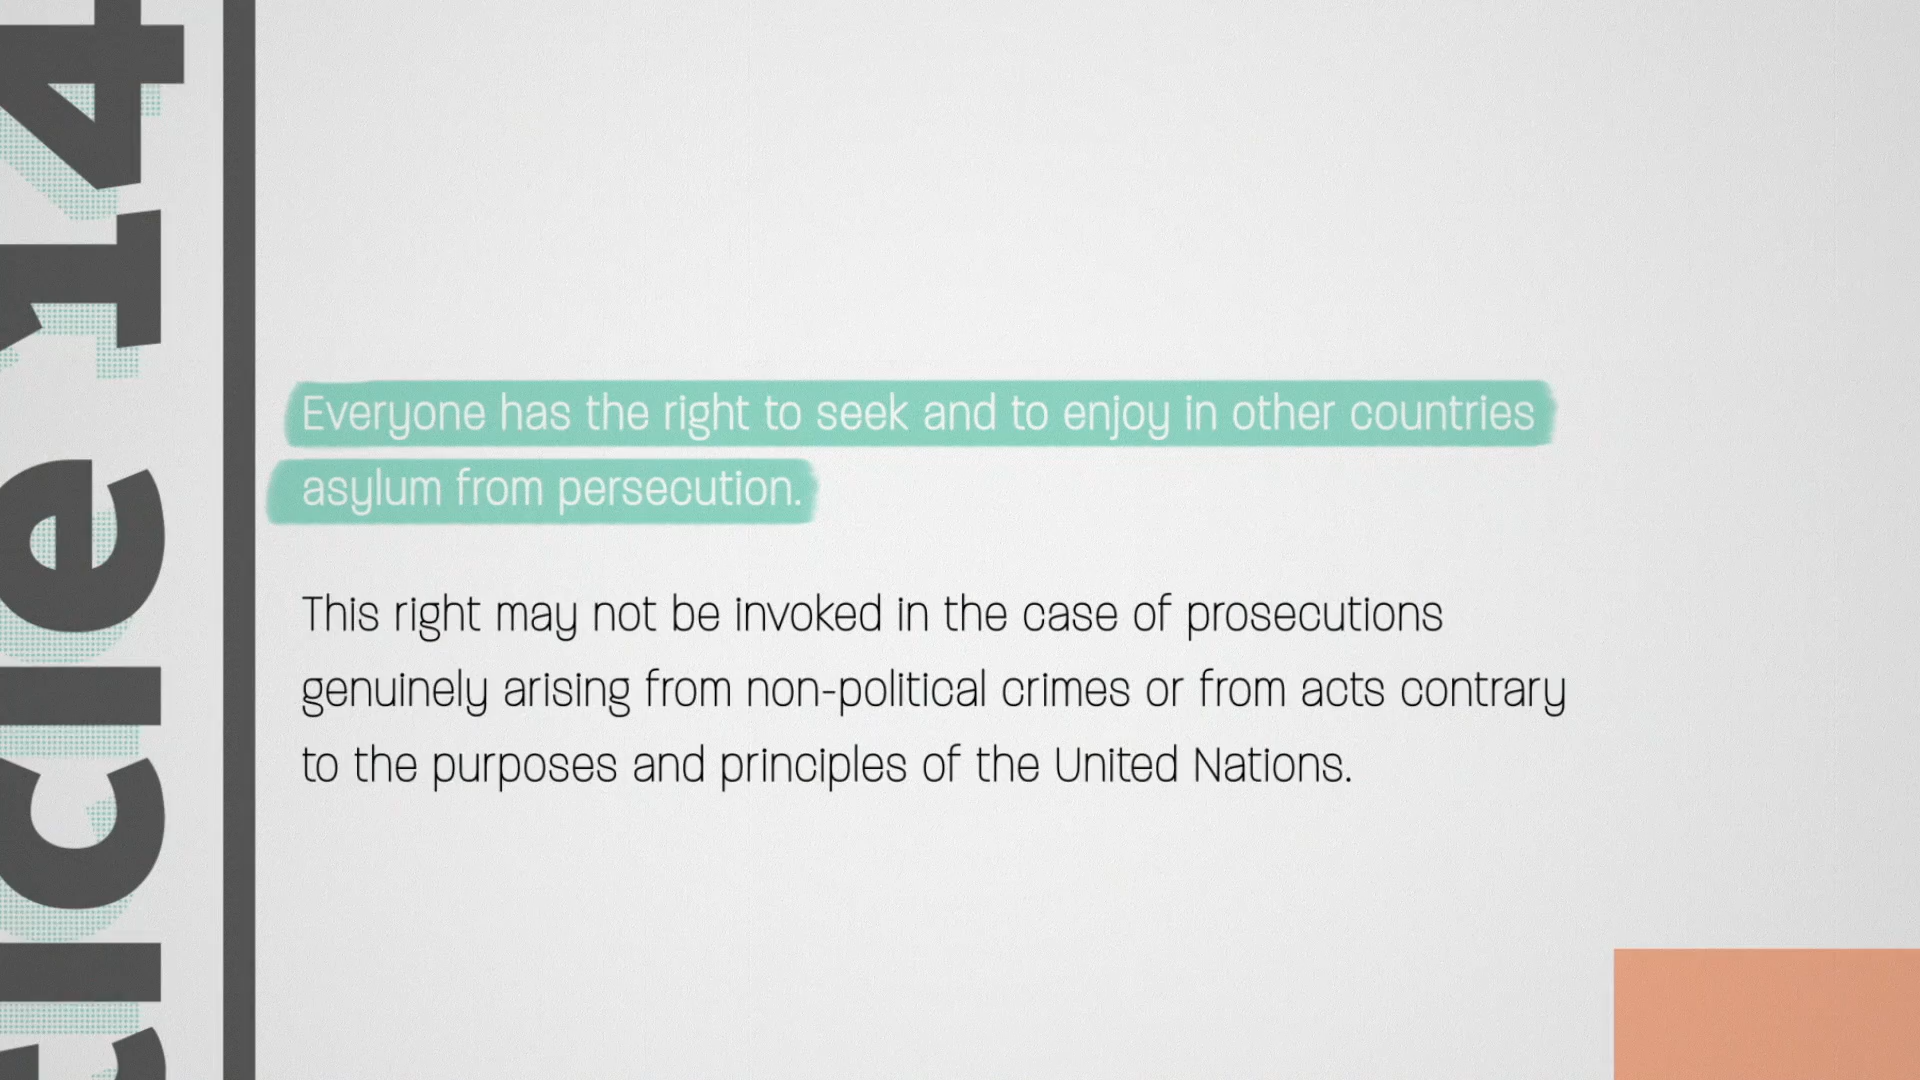 Article 14
Everyone has the right to seek and to enjoy in other countries
asylum from persecution.
This right may not be invoked in the case of prosecutions
genuinely arising from non-political crimes or from acts contrary
to the purposes and principles of the United Nations.